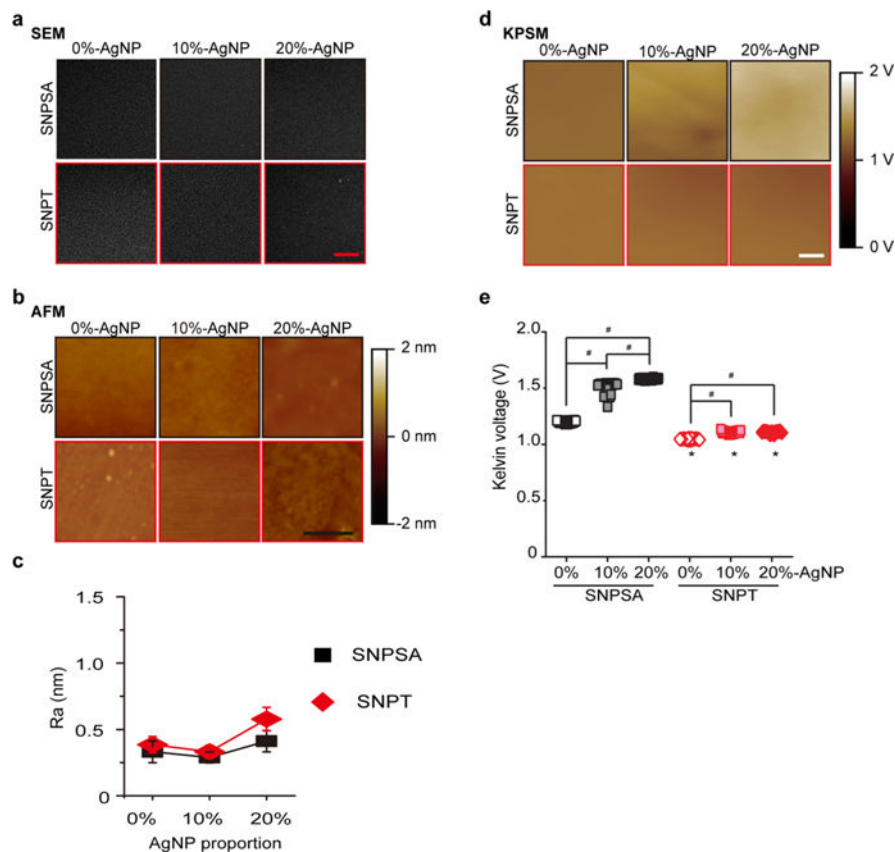 a
SEM
0%-AgNP 10%-AgNP 20%-AgNP
SNPSA
SNPT
b
AFM
0%-AgNP 10%-AgNP 20%-AgNP
SNPSA
SNPT
2 nm
0 nm
-2 nm
c
Ra (nm)
1.5
1.0
0.5
0
0% 10% 20%
AgNP proportion
SNPSA
SNPT
d
KPSM
0%-AgNP 10%-AgNP 20%-AgNP
SNPSA
SNPT
2 V
1 V
0 V
e
Kelvin voltage (V)
2.0
1.5
1.0
0.5
0
# # #
# #
* * *
0% 10% 20% 0% 10% 20%-AgNP
SNPSA SNPT